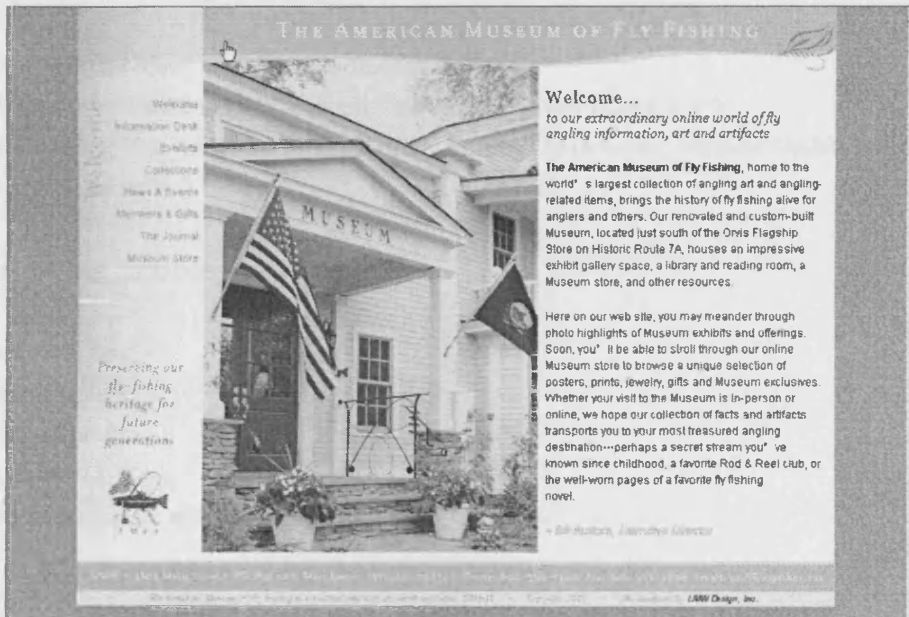 THE AMERICAN MUSEUM OF FLY FISHING
Welcome
Welcome
Information Desk
Exhibits
Collections
News & Events
Members & Gifts
The Journal
Museum Store
Preserving our
fly-fishing
heritage for
future
generations
MUSEUM
Welcome...
to our extraordinary online world of fly
angling information, art and artifacts
The American Museum of Fly Fishing, home to the
world's largest collection of angling art and angling-
related items, brings the history of fly fishing alive for
anglers and others. Our renovated and custom-built
Museum, located just south of the Orvis Flagship
Store on Historic Route 7A, houses an impressive
exhibit gallery space, a library and reading room, a
Museum store, and other resources.
Here on our web site, you may meander through
photo highlights of Museum exhibits and offerings.
Soon, you'll be able to stroll through our online
Museum store to browse a unique selection of
posters, prints, jewelry, gifts and Museum exclusives.
Whether your visit to the Museum is in-person or
online, we hope our collection of facts and artifacts
transports you to your most treasured angling
destination...perhaps a secret stream you've
known since childhood, a favorite Rod & Reel club, or
the well-worn pages of a favorite fly fishing
novel.
Executive Director
LMW Design, Inc.